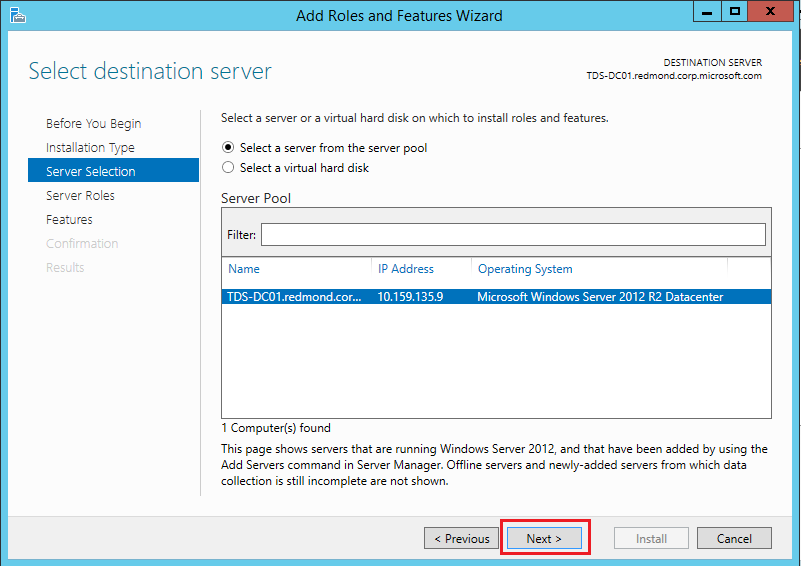 Add Roles and Features Wizard
Select destination server
DESTINATION SERVER
TDS-DC01.redmond.corp.microsoft.com
Before You Begin
Installation Type
Server Selection
Server Roles
Features
Confirmation
Results
Select a server or a virtual hard disk on which to install roles and features.
Select a server from the server pool
Select a virtual hard disk
Server Pool
Filter:
Name IP Address Operating System
TDS-DC01.redmond.cor... 10.159.135.9 Microsoft Windows Server 2012 R2 Datacenter
1 Computer(s) found
This page shows servers that are running Windows Server 2012, and that have been added by using the
Add Servers command in Server Manager. Offline servers and newly-added servers from which data
collection is still incomplete are not shown.
< Previous Next > Install Cancel